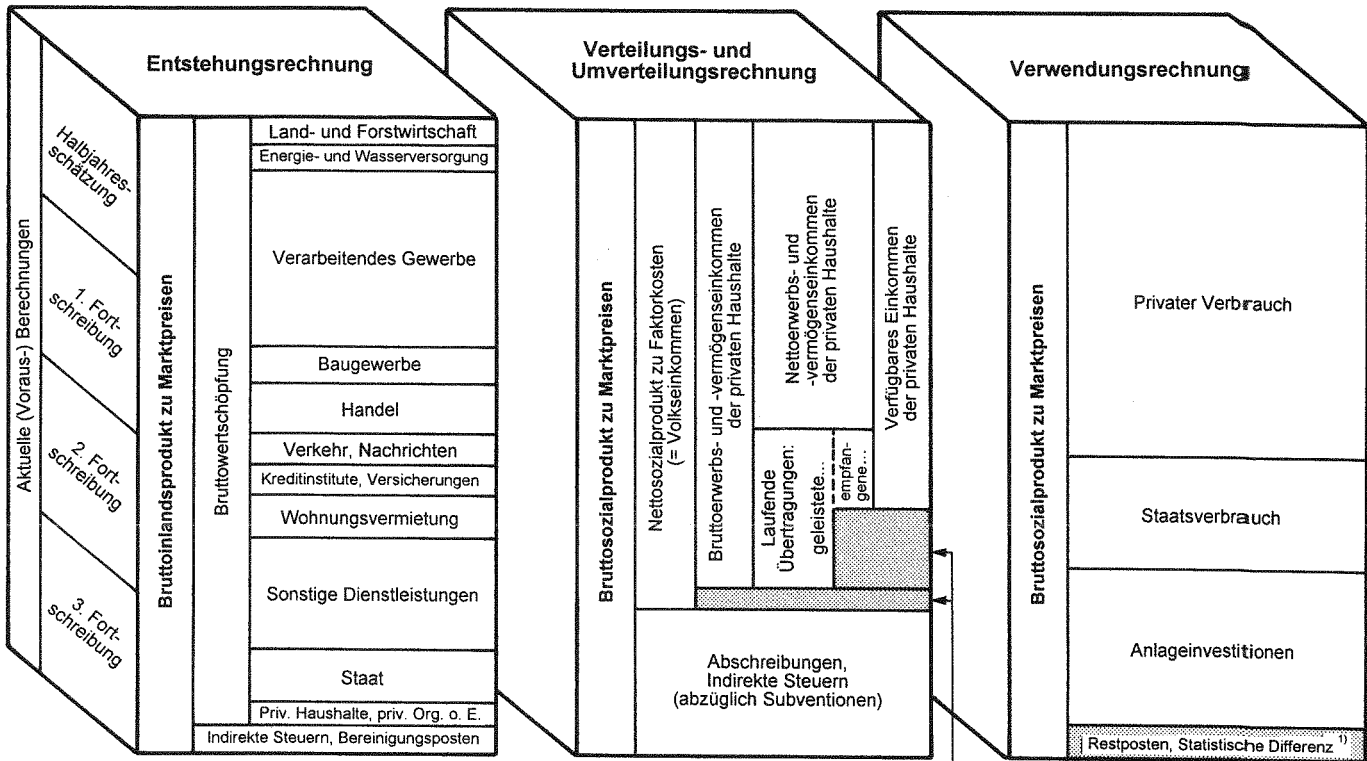 Entstehungsrechnung
Aktuelle (Voraus-) Berechnungen
Halbjahres-
schätzung
1. Fort-
schreibung
2. Fort-
schreibung
3. Fort-
schreibung
Bruttoinlandsprodukt zu Marktpreisen
Bruttowertschöpfung
Land- und Forstwirtschaft
Energie- und Wasserversorgung
Verarbeitendes Gewerbe
Baugewerbe
Handel
Verkehr, Nachrichten
Kreditinstitute, Versicherungen
Wohnungsvermietung
Sonstige Dienstleistungen
Staat
Priv. Haushalte, priv. Org. o. E.
Indirekte Steuern, Bereinigungsposten
Verteilungs- und
Umverteilungsrechnung
Bruttosozialprodukt zu Marktpreisen
Nettosozialprodukt zu Faktorkosten
(= Volkseinkommen)
Bruttoerwerbs- und -vermögenseinkommen
der privaten Haushalte
Nettoerwerbs- und
-vermögenseinkommen
der privaten Haushalte
Laufende
Übertragungen:
geleistete...
empfan-
gene...
Verfügbares Einkommen
der privaten Haushalte
Abschreibungen,
Indirekte Steuern
(abzüglich Subventionen)
Verwendungsrechnung
Bruttosozialprodukt zu Marktpreisen
Privater Verbrauch
Staatsverbrauch
Anlageinvestitionen
Restposten, Statistische Differenz 1)